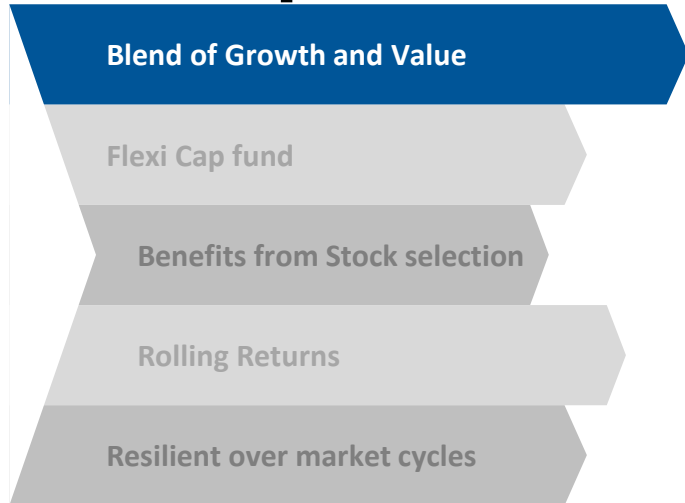 Blend of Growth and Value
Flexi Cap fund
Benefits from Stock selection
Rolling Returns
Resilient over market cycles